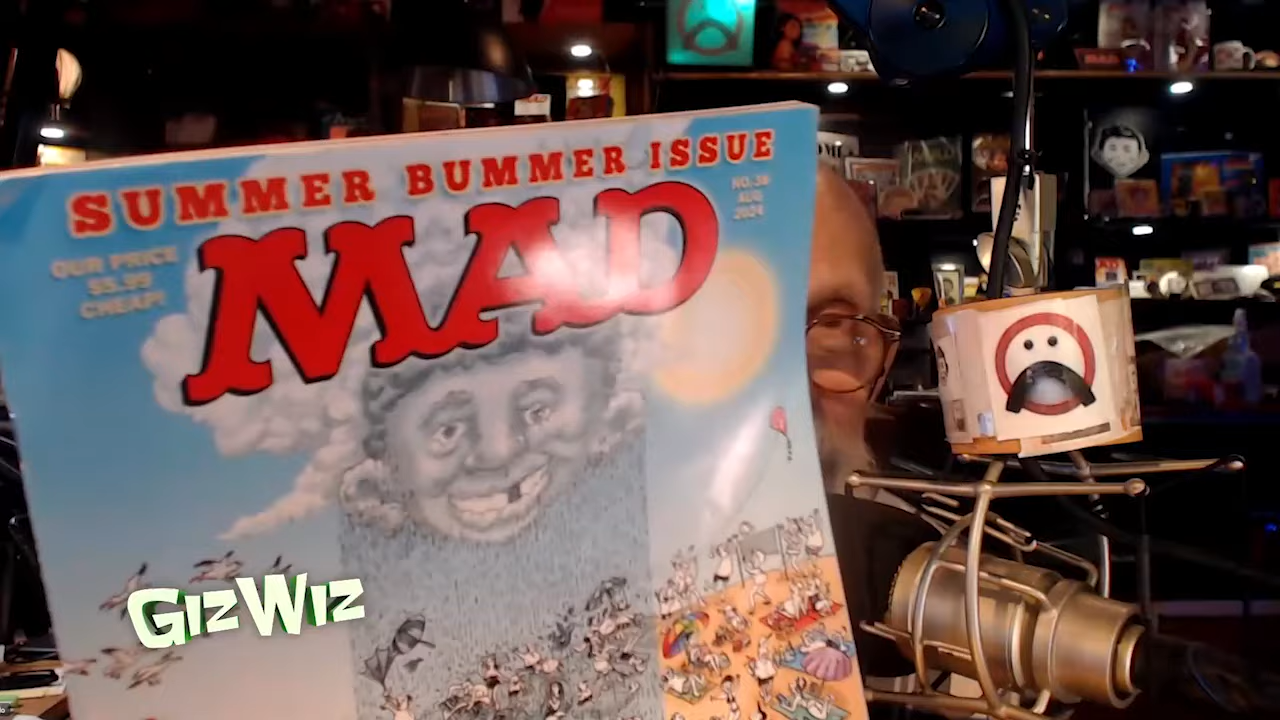 SUMMER BUMMER ISSUE
MAD
NO. 38
AUG
2024
OUR PRICE
$5.99
CHEAP!
GIZWIZ